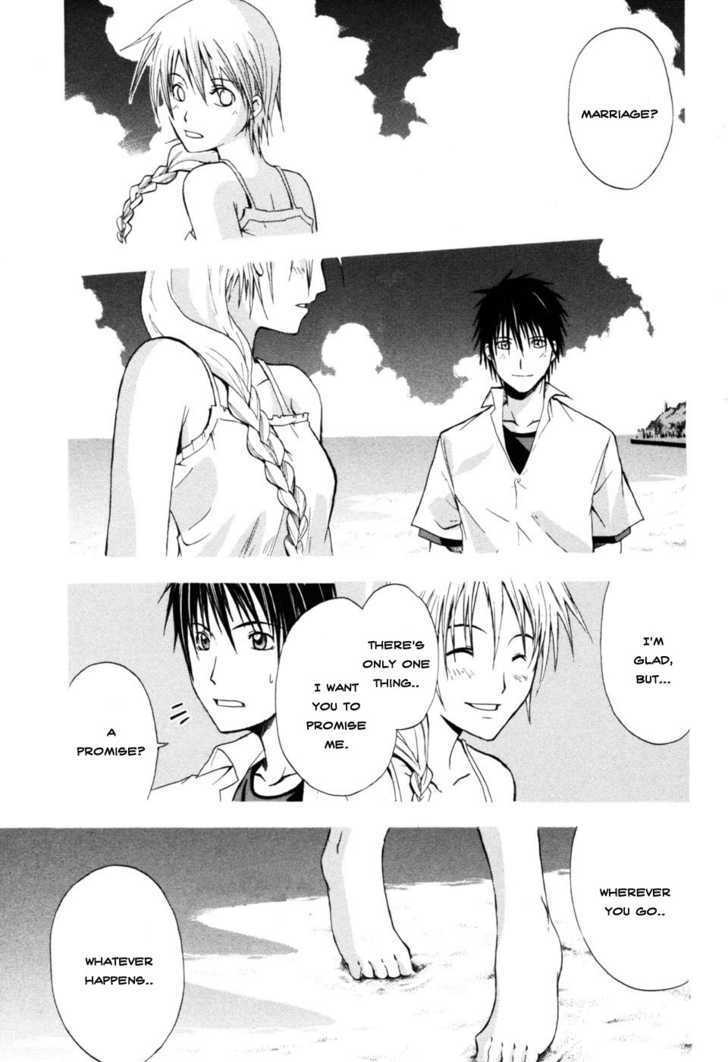 MARRIAGE?
I'M
GLAD,
BUT...
THERE'S
ONLY ONE
THING..
I WANT
YOU TO
PROMISE
ME.
A
PROMISE?
WHEREVER
YOU GO..
WHATEVER
HAPPENS..